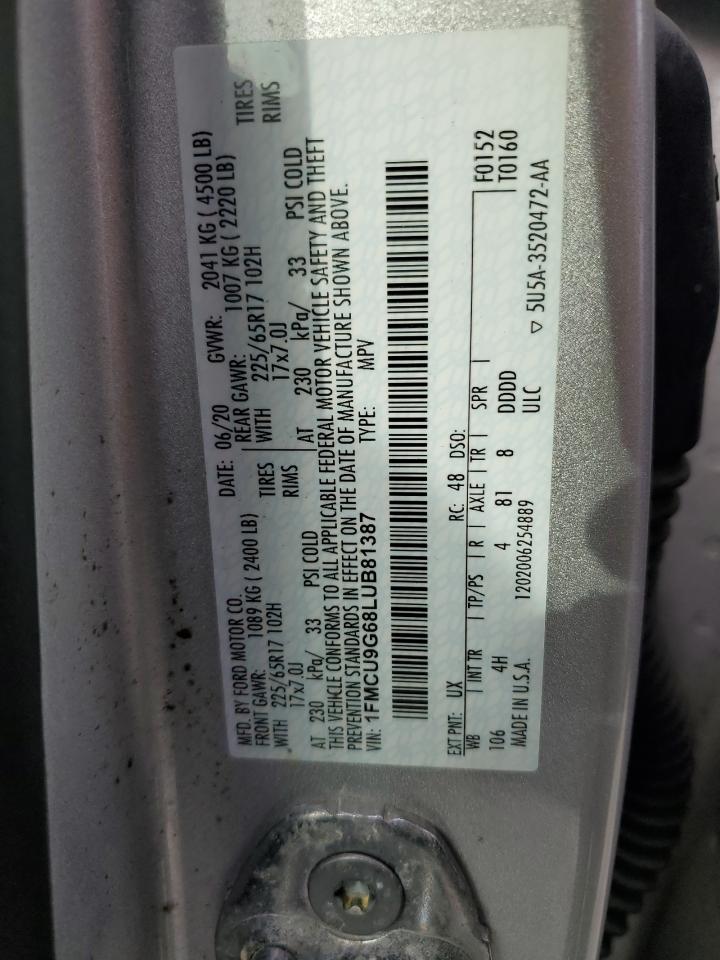 MFD. BY FORD MOTOR CO.
DATE: 06/20 GVWR: 2041 KG ( 4500 LB)
FRONT GAWR: 1089 KG ( 2400 LB) REAR GAWR: 1007 KG ( 2220 LB)
WITH 225/65R17 102H TIRES WITH 225/65R17 102H TIRES
17x7.0J RIMS 17x7.0J RIMS
AT 230 kPa/ 33 PSI COLD AT 230 kPa/ 33 PSI COLD
THIS VEHICLE CONFORMS TO ALL APPLICABLE FEDERAL MOTOR VEHICLE SAFETY AND THEFT
PREVENTION STANDARDS IN EFFECT ON THE DATE OF MANUFACTURE SHOWN ABOVE.
VIN: 1FMCU9G68LUB81387 TYPE: MPV
EXT PNT: UX RC: 48 DSO: F0152
WB INT TR TP/PS R AXLE TR SPR T0160
106 4H 4 81 8 DDDD
MADE IN U.S.A. 1202006254889 ULC
▽ 5U5A-3520472-AA